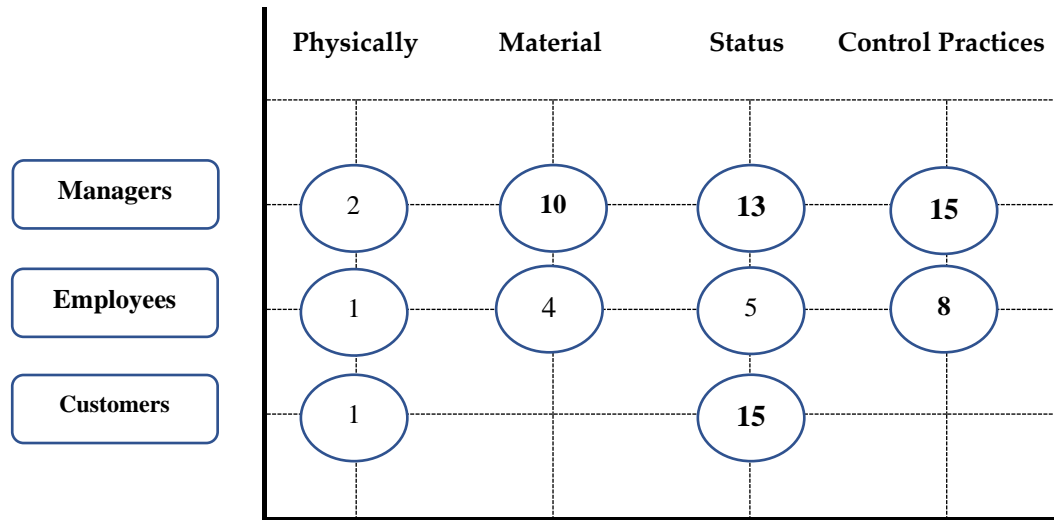 Physically Material Status Control Practices
Managers 2 10 13 15
Employees 1 4 5 8
Customers 1 15